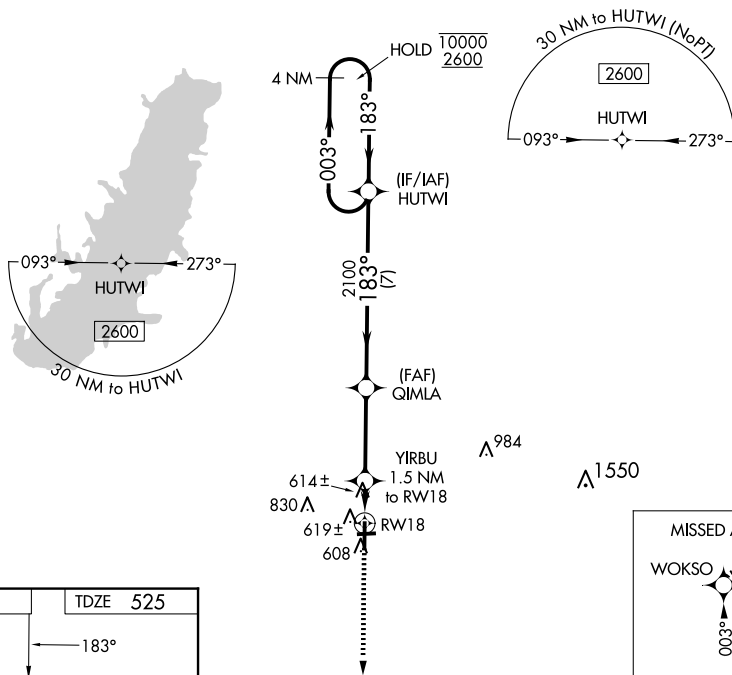 30 NM to HUTWI (NoPT)
2600
HUTWI
093°
273°
HOLD
10000
2600
4 NM
183°
003°
(IF/IAF)
HUTWI
093°
273°
HUTWI
2600
30 NM to HUTWI
2100
183°
(7)
(FAF)
QIMLA
984
YIRBU
1.5 NM
to RW18
1550
614±
830
619±
RW18
608
MISSED
WOKSO
003°
TDZE 525
183°